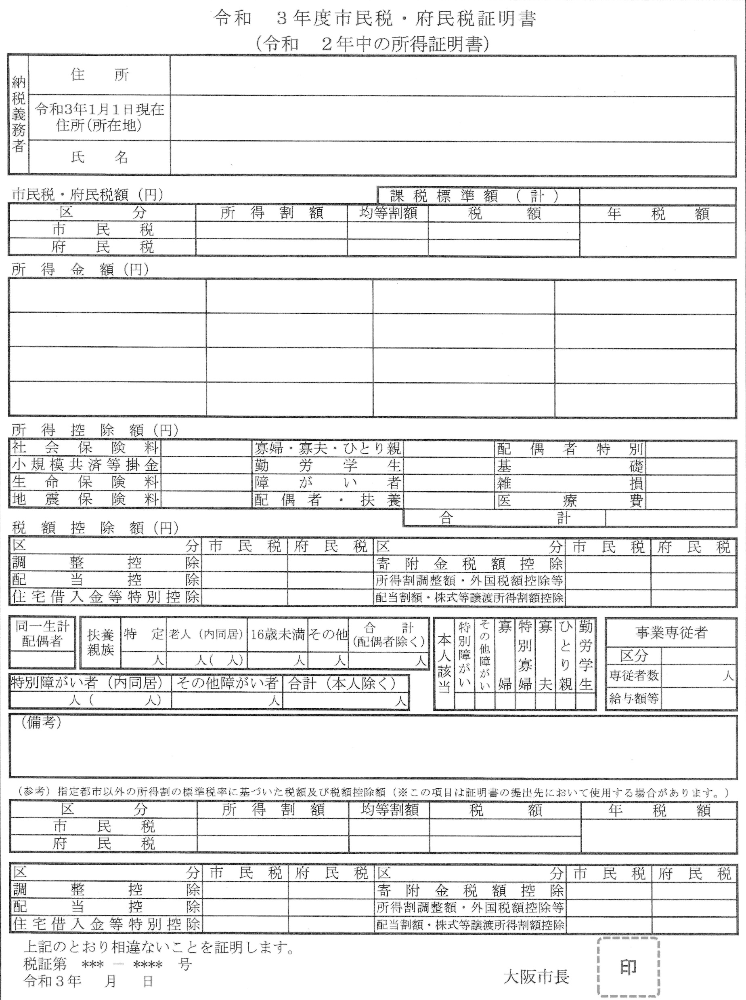 令和　３年度市民税・府民税証明書
（令和　２年中の所得証明書）
納税義務者
住所
令和3年１月１日現在
住所（所在地）
氏名
市民税・府民税額（円）
課税標準額（計）
区分 所得割額 均等割額 税額 年税額
市民税
府民税
所得金額（円）
所得控除額（円）
社会保険料 寡婦・寡夫・ひとり親 配偶者特別
小規模共済等掛金 勤労学生 基礎
生命保険料 障がい者 雑損
地震保険料 配偶者・扶養 医療費
合計
税額控除額（円）
区分 市民税 府民税 区分 市民税 府民税
調整控除 寄附金税額控除
配当控除 所得割調整額・外国税額控除等
住宅借入金等特別控除 配当割額・株式等譲渡所得割額控除
同一生計
配偶者
扶養
親族
特定 老人（内同居） 16歳未満 その他 合計
（配偶者除く）
人 人（ 人） 人 人 人
特別障がい者（内同居） その他障がい者 合計（本人除く）
人（ 人） 人 人
本人該当
特別障がい
その他障がい
寡婦
特別寡婦
寡夫
ひとり親
勤労学生
事業専従者
区分
専従者数 人
給与額等
（備考）
（参考）指定都市以外の所得割の標準税率に基づいた税額及び税額控除額（※この項目は証明書の提出先において使用する場合があります。）
区分 所得割額 均等割額 税額 年税額
市民税
府民税
区分 市民税 府民税 区分 市民税 府民税
調整控除 寄附金税額控除
配当控除 所得割調整額・外国税額控除等
住宅借入金等特別控除 配当割額・株式等譲渡所得割額控除
上記のとおり相違ないことを証明します。
税証第　*** － ****　号
令和３年　月　日
大阪市長
印